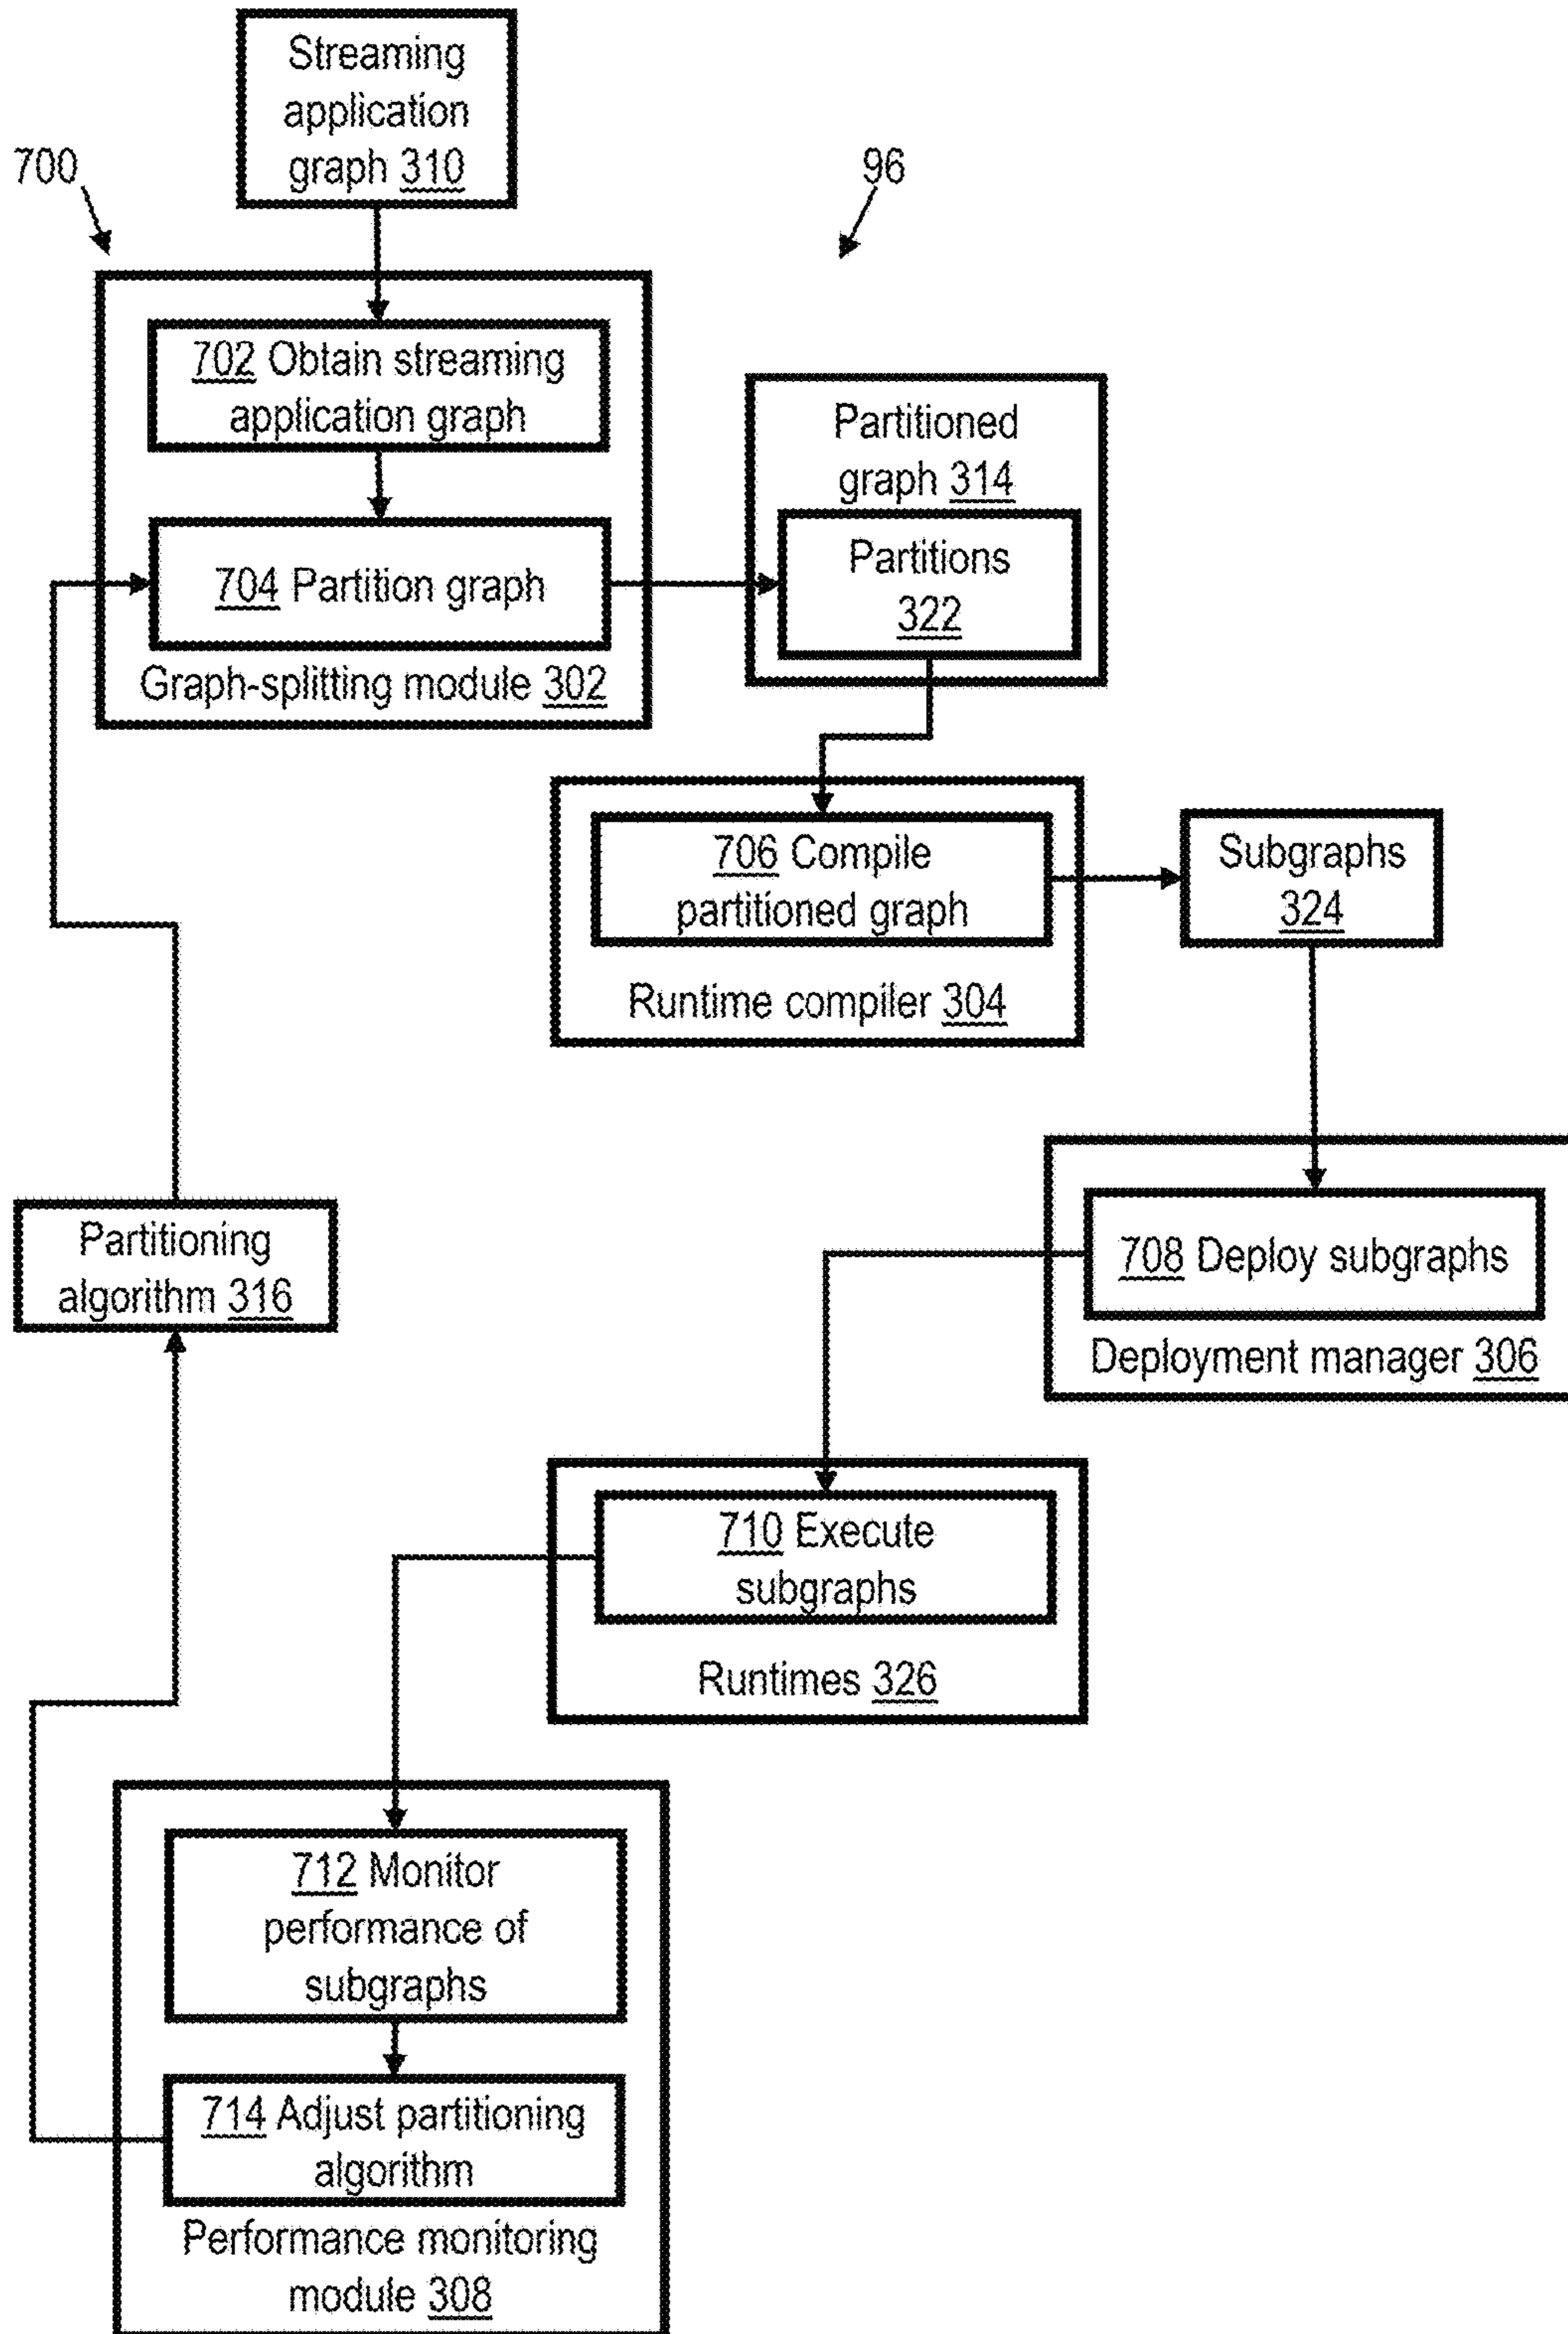 Streaming
application
graph 310
700
96
702 Obtain streaming
application graph
704 Partition graph
Graph-splitting module 302
Partitioned
graph 314
Partitions
322
706 Compile
partitioned graph
Runtime compiler 304
Subgraphs
324
Partitioning
algorithm 316
708 Deploy subgraphs
Deployment manager 306
710 Execute
subgraphs
Runtimes 326
712 Monitor
performance of
subgraphs
714 Adjust partitioning
algorithm
Performance monitoring
module 308